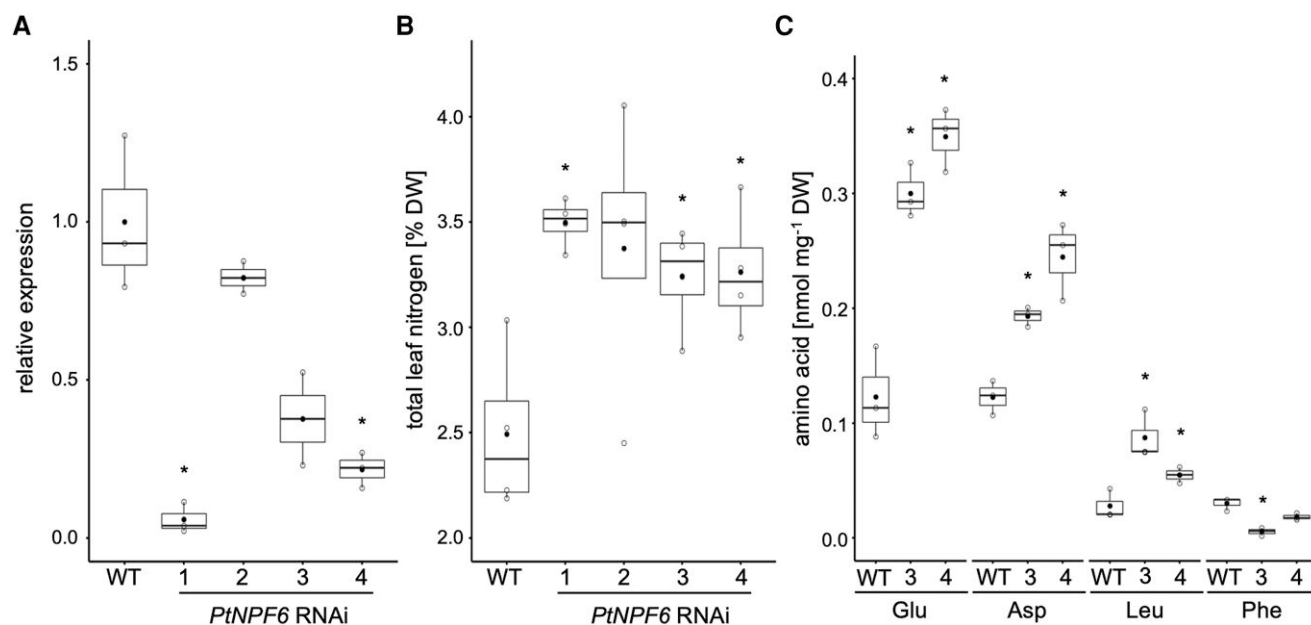 A
relative expression
1.5
1.0
0.5
0.0
*
*
WT 1 2 3 4
PtNPF6 RNAi
B
total leaf nitrogen [% DW]
4.0
3.5
3.0
2.5
2.0
*
*
*
WT 1 2 3 4
PtNPF6 RNAi
C
amino acid [nmol mg⁻¹ DW]
0.4
0.3
0.2
0.1
0.0
*
*
*
*
*
*
*
WT 3 4 WT 3 4 WT 3 4 WT 3 4
Glu Asp Leu Phe